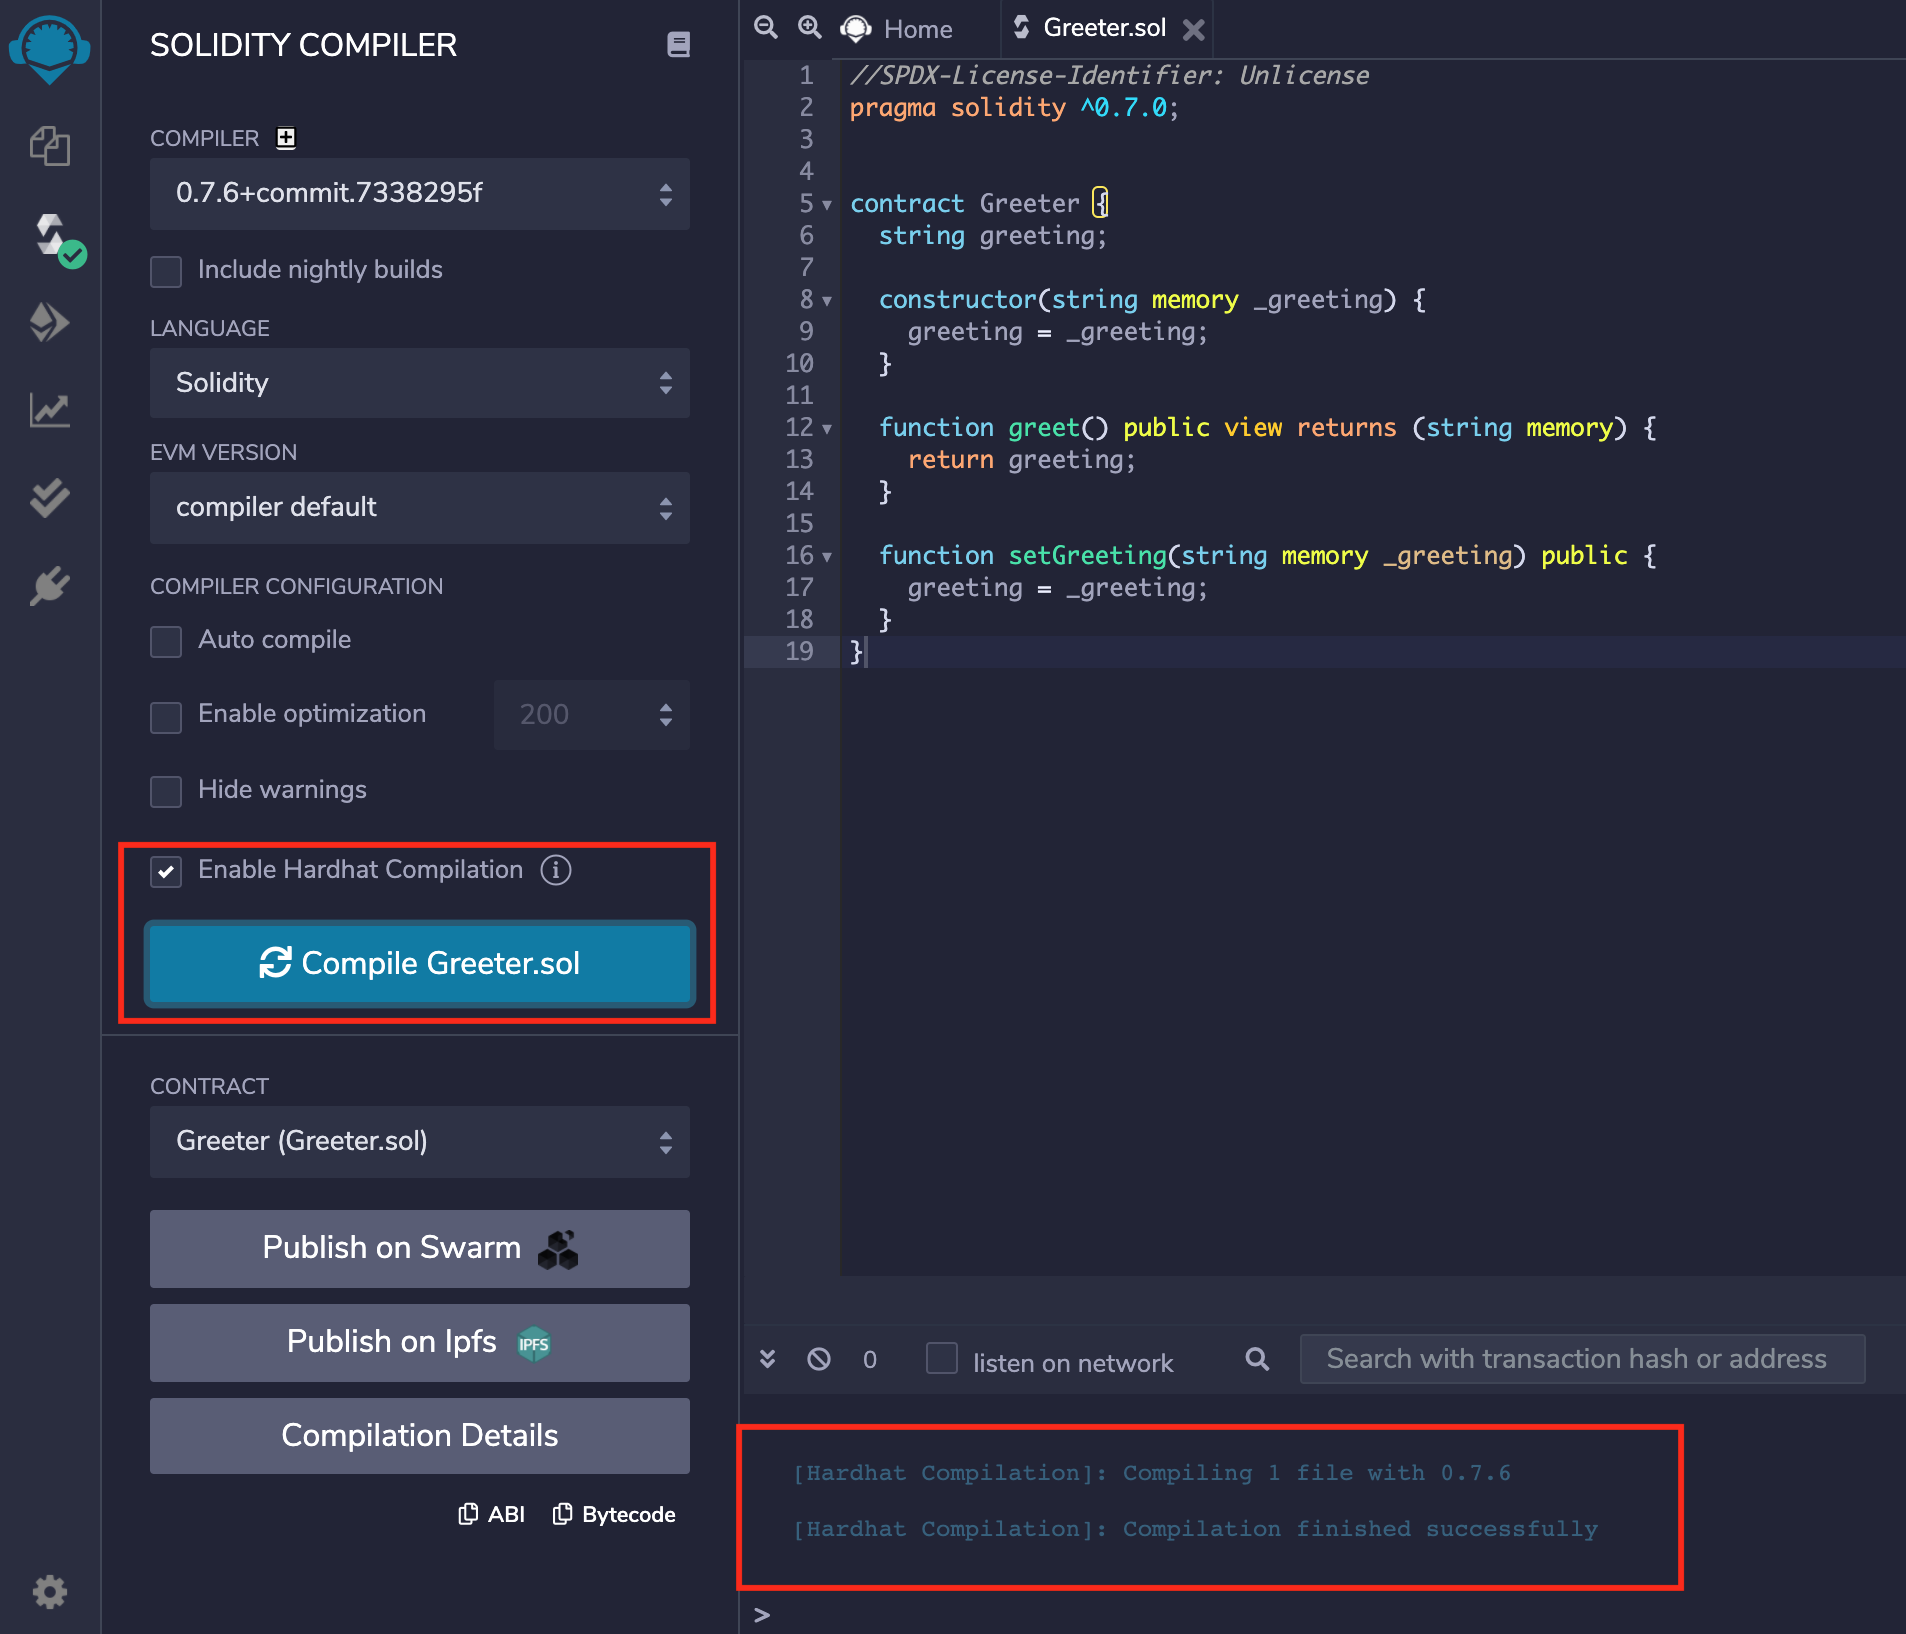 SOLIDITY COMPILER
COMPILER
0.7.6+commit.7338295f
Include nightly builds
LANGUAGE
Solidity
EVM VERSION
compiler default
COMPILER CONFIGURATION
Auto compile
Enable optimization
200
Hide warnings
Enable Hardhat Compilation
Compile Greeter.sol
CONTRACT
Greeter (Greeter.sol)
Publish on Swarm
Publish on Ipfs IPFS
Compilation Details
ABI Bytecode
Home Greeter.sol
1 //SPDX-License-Identifier: Unlicense
2 pragma solidity ^0.7.0;
3
4
5 contract Greeter {
6 string greeting;
7
8 constructor(string memory _greeting) {
9 greeting = _greeting;
10 }
11
12 function greet() public view returns (string memory) {
13 return greeting;
14 }
15
16 function setGreeting(string memory _greeting) public {
17 greeting = _greeting;
18 }
19 }
0 listen on network Search with transaction hash or address
[Hardhat Compilation]: Compiling 1 file with 0.7.6
[Hardhat Compilation]: Compilation finished successfully
>